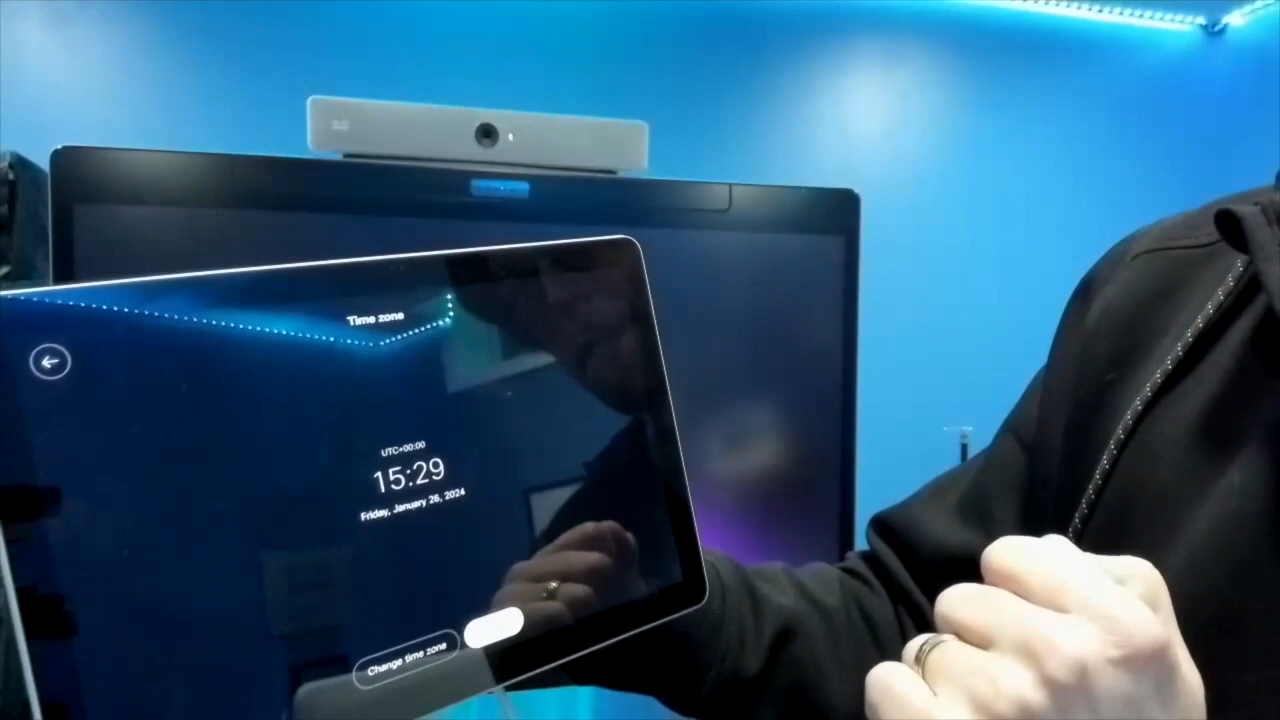 Time zone
UTC+00:00
15:29
Friday, January 26, 2024
Change time zone